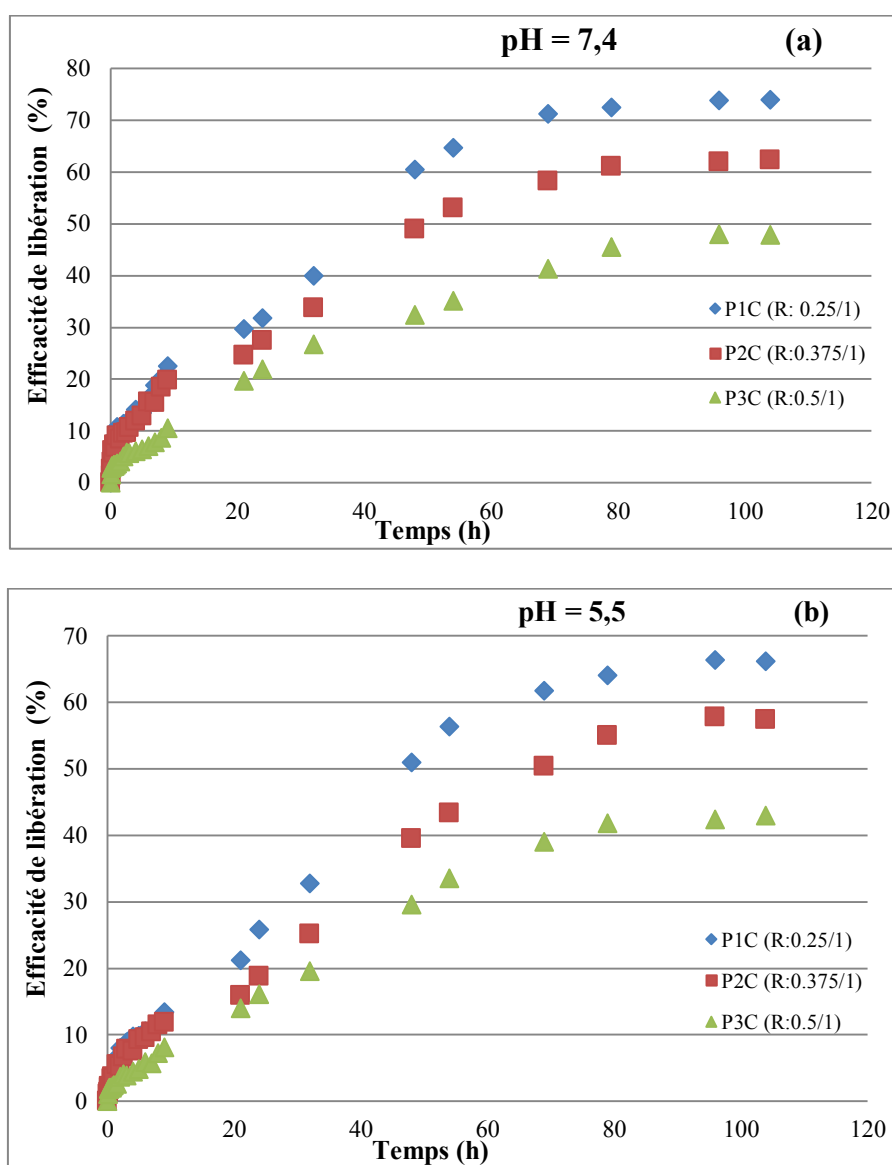 pH = 7,4 (a)
Efficacité de libération (%)
80
70
60
50
40
30
20
10
0
P1C (R: 0.25/1)
P2C (R:0.375/1)
P3C (R:0.5/1)
0 20 40 60 80 100 120
Temps (h)
pH = 5,5 (b)
Efficacité de libération (%)
70
60
50
40
30
20
10
0
P1C (R:0.25/1)
P2C (R:0.375/1)
P3C (R:0.5/1)
0 20 40 60 80 100 120
Temps (h)